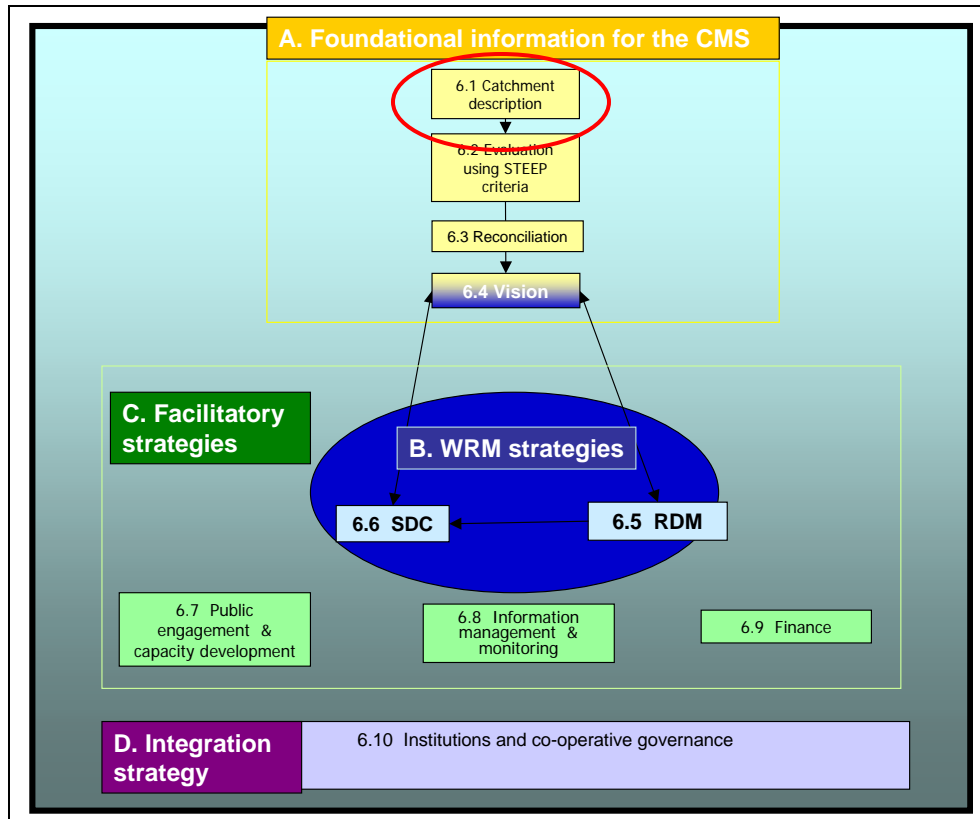 A. Foundational information for the CMS
6.1 Catchment
description
6.2 Evaluation
using STEEP
criteria
6.3 Reconciliation
6.4 Vision
C. Facilitatory
strategies
B. WRM strategies
6.6 SDC
6.5 RDM
6.7 Public
engagement &
capacity development
6.8 Information
management &
monitoring
6.9 Finance
D. Integration
strategy
6.10 Institutions and co-operative governance